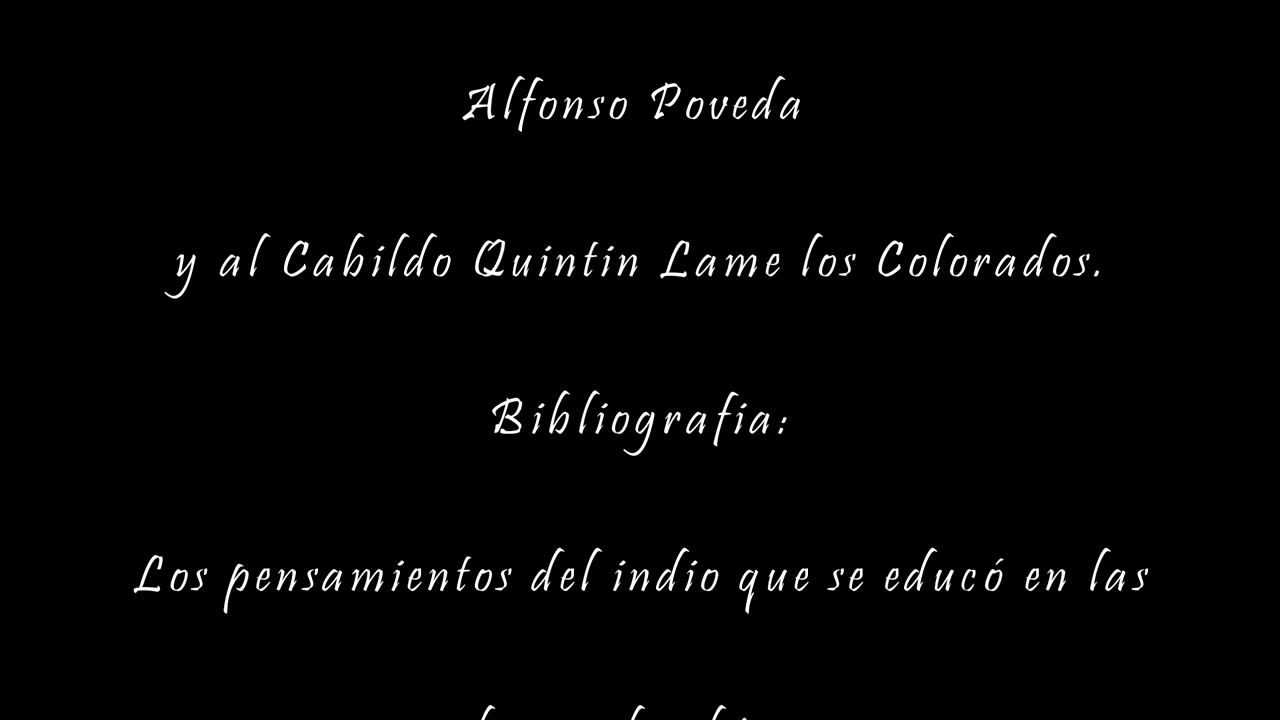 Alfonso Poveda
y al Cabildo Quintin Lame los Colorados.
Bibliografia:
Los pensamientos del indio que se educó en las